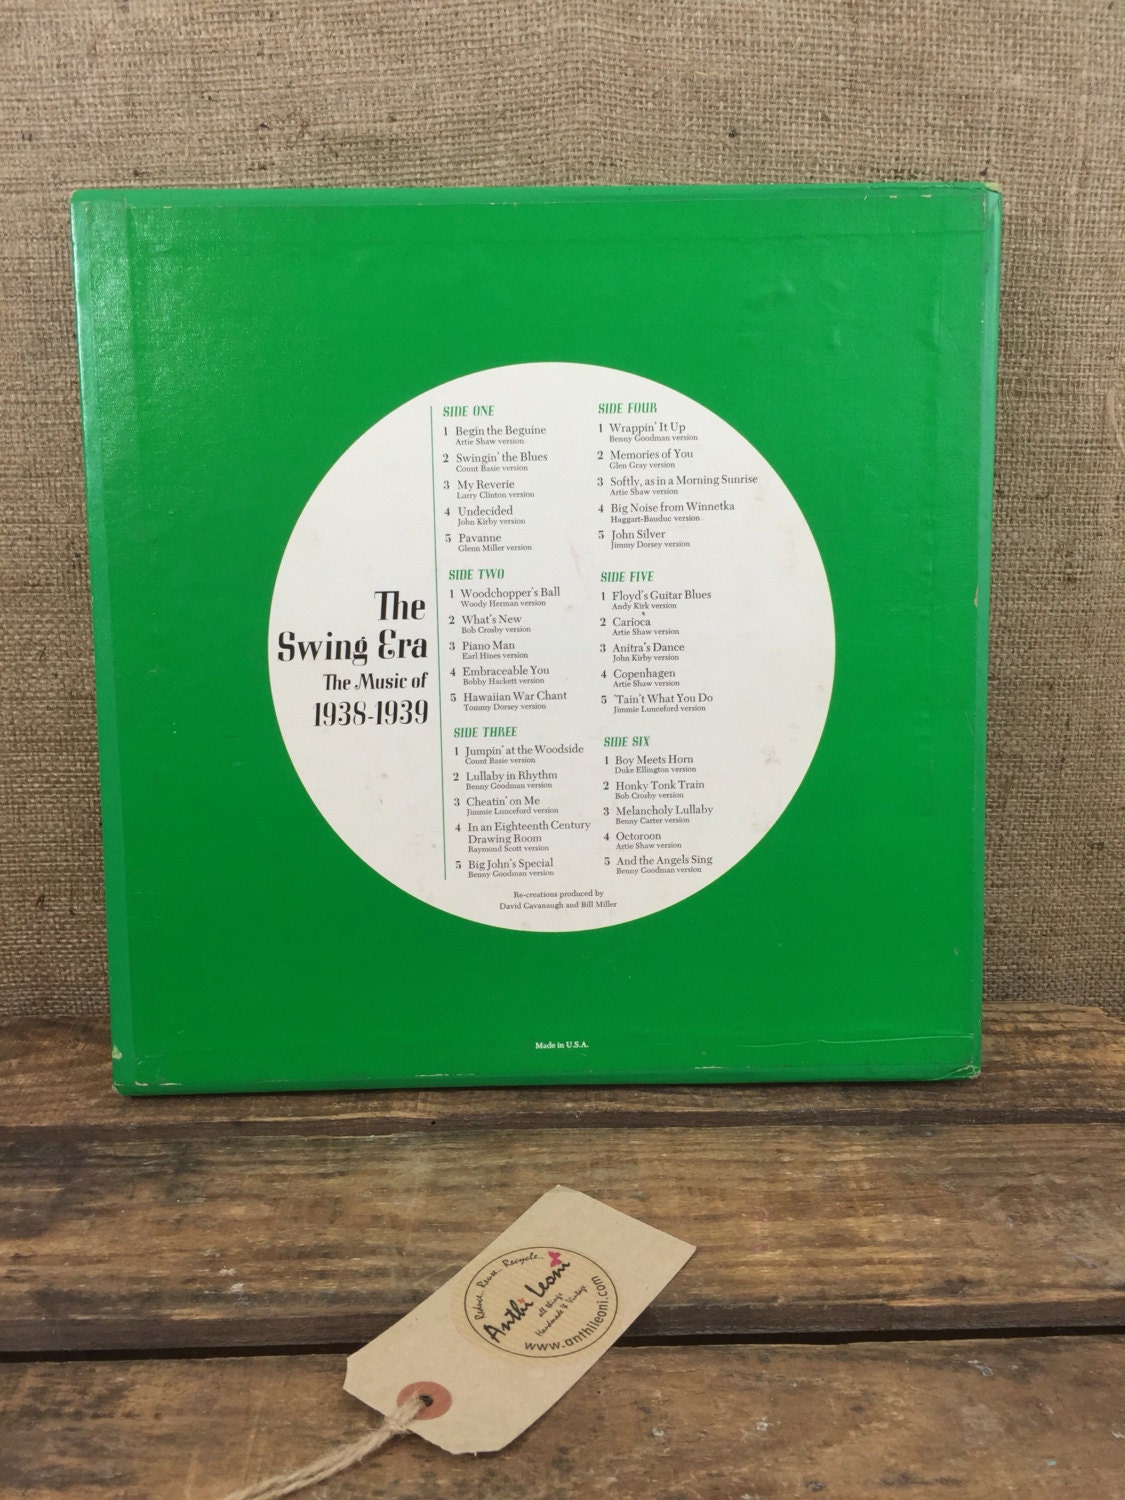 The
Swing Era
The Music of
1938-1939
SIDE ONE
1 Begin the Beguine
Artie Shaw version
2 Swingin' the Blues
Count Basie version
3 My Reverie
Larry Clinton version
4 Undecided
John Kirby version
5 Pavanne
Glenn Miller version
SIDE TWO
1 Woodchopper's Ball
Woody Herman version
2 What's New
Bob Crosby version
3 Piano Man
Earl Hines version
4 Embraceable You
Bobby Hackett version
5 Hawaiian War Chant
Tommy Dorsey version
SIDE THREE
1 Jumpin' at the Woodside
Count Basie version
2 Lullaby in Rhythm
Benny Goodman version
3 Cheatin' on Me
Jimmie Lunceford version
4 In an Eighteenth Century
Drawing Room
Raymond Scott version
5 Big John's Special
Benny Goodman version
SIDE FOUR
1 Wrappin' It Up
Benny Goodman version
2 Memories of You
Glen Gray version
3 Softly, as in a Morning Sunrise
Artie Shaw version
4 Big Noise from Winnetka
Haggart-Bauduc version
5 John Silver
Jimmy Dorsey version
SIDE FIVE
1 Floyd's Guitar Blues
Andy Kirk version
2 Carioca
Artie Shaw version
3 Anitra's Dance
John Kirby version
4 Copenhagen
Artie Shaw version
5 'Tain't What You Do
Jimmie Lunceford version
SIDE SIX
1 Boy Meets Horn
Duke Ellington version
2 Honky Tonk Train
Bob Crosby version
3 Melancholy Lullaby
Benny Carter version
4 Octoroon
Artie Shaw version
5 And the Angels Sing
Benny Goodman version
Re-creations produced by
David Cavanaugh and Bill Miller
Made in U.S.A.
Reduce.. Reuse.. Recycle..
Anthi Leoni
all things
Handmade & Vintage
www.anthileoni.com